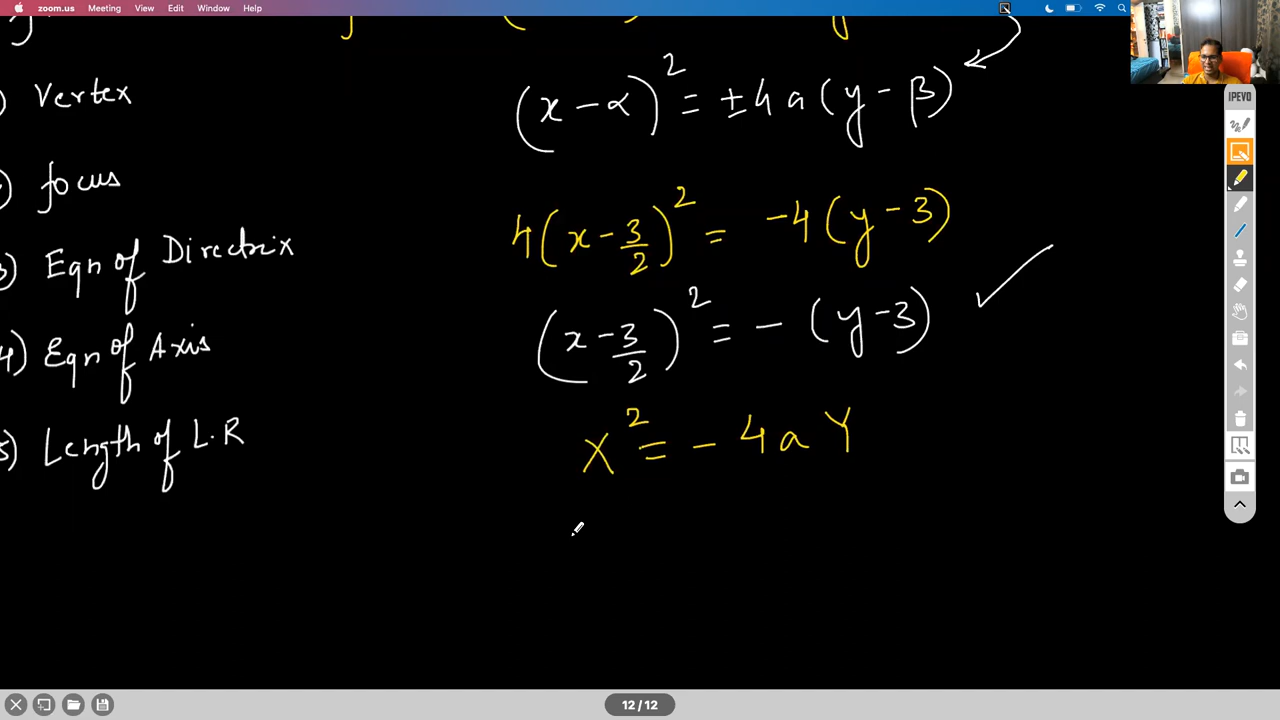 zoom.us Meeting View Edit Window Help
) Vertex
) focus
) Eqn of Directrix
4) Eqn of Axis
5) Length of L.R
(x - α)² = ±4a(y - β)
4(x - 3/2)² = -4(y - 3)
(x - 3/2)² = - (y - 3)
X² = - 4aY
IPEVO
12 / 12